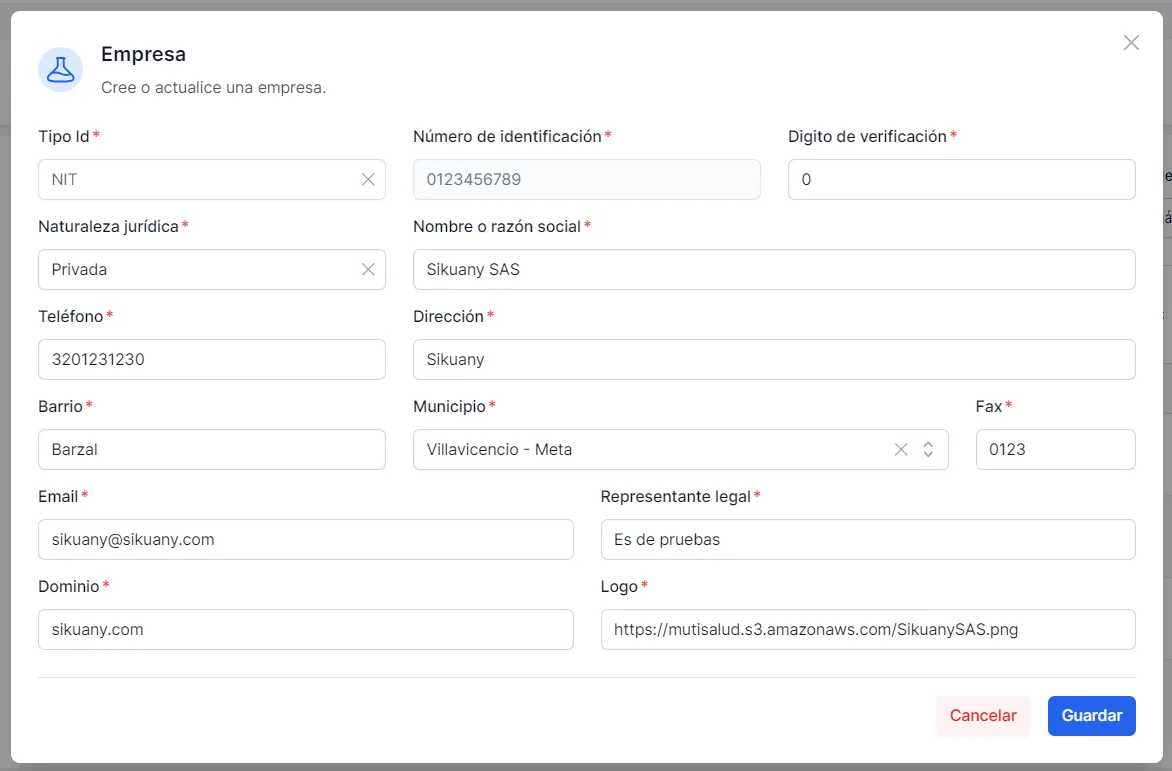 Empresa
Cree o actualice una empresa.
Tipo Id*
Número de identificación*
Digito de verificación*
NIT
0123456789
0
Naturaleza jurídica*
Nombre o razón social*
Privada
Sikuany SAS
Teléfono*
Dirección*
3201231230
Sikuany
Barrio*
Municipio*
Fax*
Barzal
Villavicencio - Meta
0123
Email*
Representante legal*
sikuany@sikuany.com
Es de pruebas
Dominio*
Logo*
sikuany.com
https://mutisalud.s3.amazonaws.com/SikuanySAS.png
Cancelar
Guardar